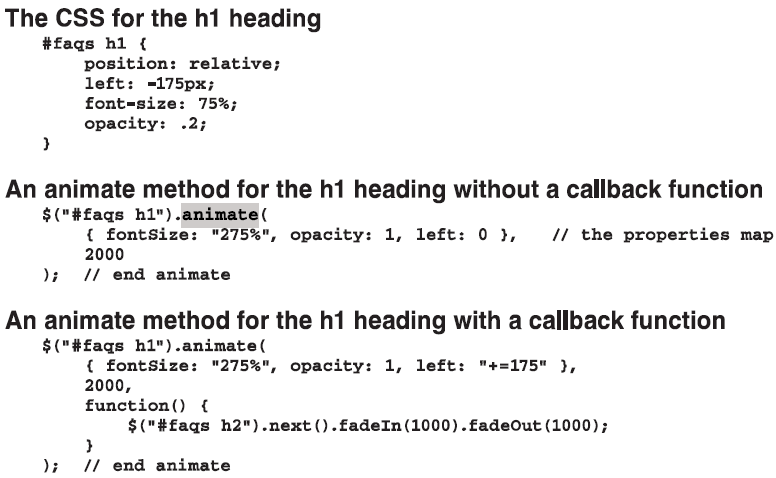 The CSS for the h1 heading
#faqs h1 {
    position: relative;
    left: -175px;
    font-size: 75%;
    opacity: .2;
}
An animate method for the h1 heading without a callback function
$("#faqs h1").animate(
    { fontSize: "275%", opacity: 1, left: 0 },   // the properties map
    2000
);  // end animate
An animate method for the h1 heading with a callback function
$("#faqs h1").animate(
    { fontSize: "275%", opacity: 1, left: "+=175" },
    2000,
    function() {
        $("#faqs h2").next().fadeIn(1000).fadeOut(1000);
    }
);  // end animate